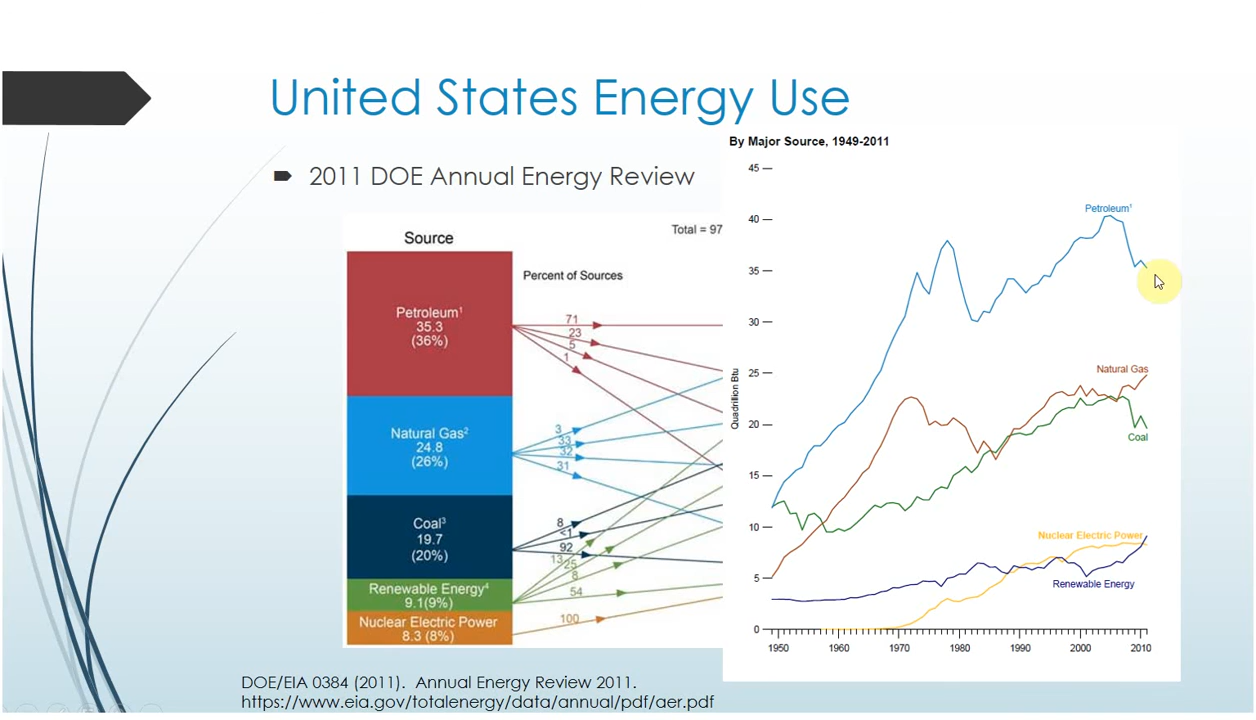 United States Energy Use
2011 DOE Annual Energy Review
Total = 97
Source
Percent of Sources
Petroleum¹
35.3
(36%)
71
23
5
1
Natural Gas²
24.8
(26%)
3
33
32
31
Coal³
19.7
(20%)
8
<1
92
Renewable Energy⁴
9.1(9%)
13
25
8
54
Nuclear Electric Power
8.3 (8%)
100
By Major Source, 1949-2011
Quadrillion Btu
45
40
35
30
25
20
15
10
5
0
Petroleum¹
Natural Gas
Coal
Nuclear Electric Power
Renewable Energy
1950 1960 1970 1980 1990 2000 2010
DOE/EIA 0384 (2011). Annual Energy Review 2011.
https://www.eia.gov/totalenergy/data/annual/pdf/aer.pdf